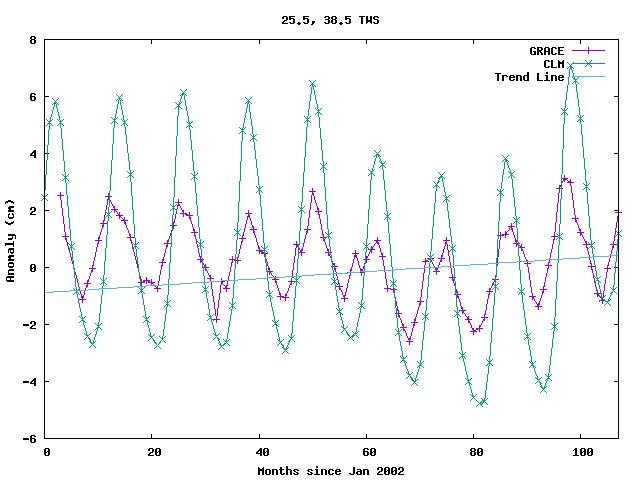 25.5, 38.5 TWS
GRACE
CLM
Trend Line
8
6
4
2
0
-2
-4
-6
Anomaly (cm)
0 20 40 60 80 100
Months since Jan 2002